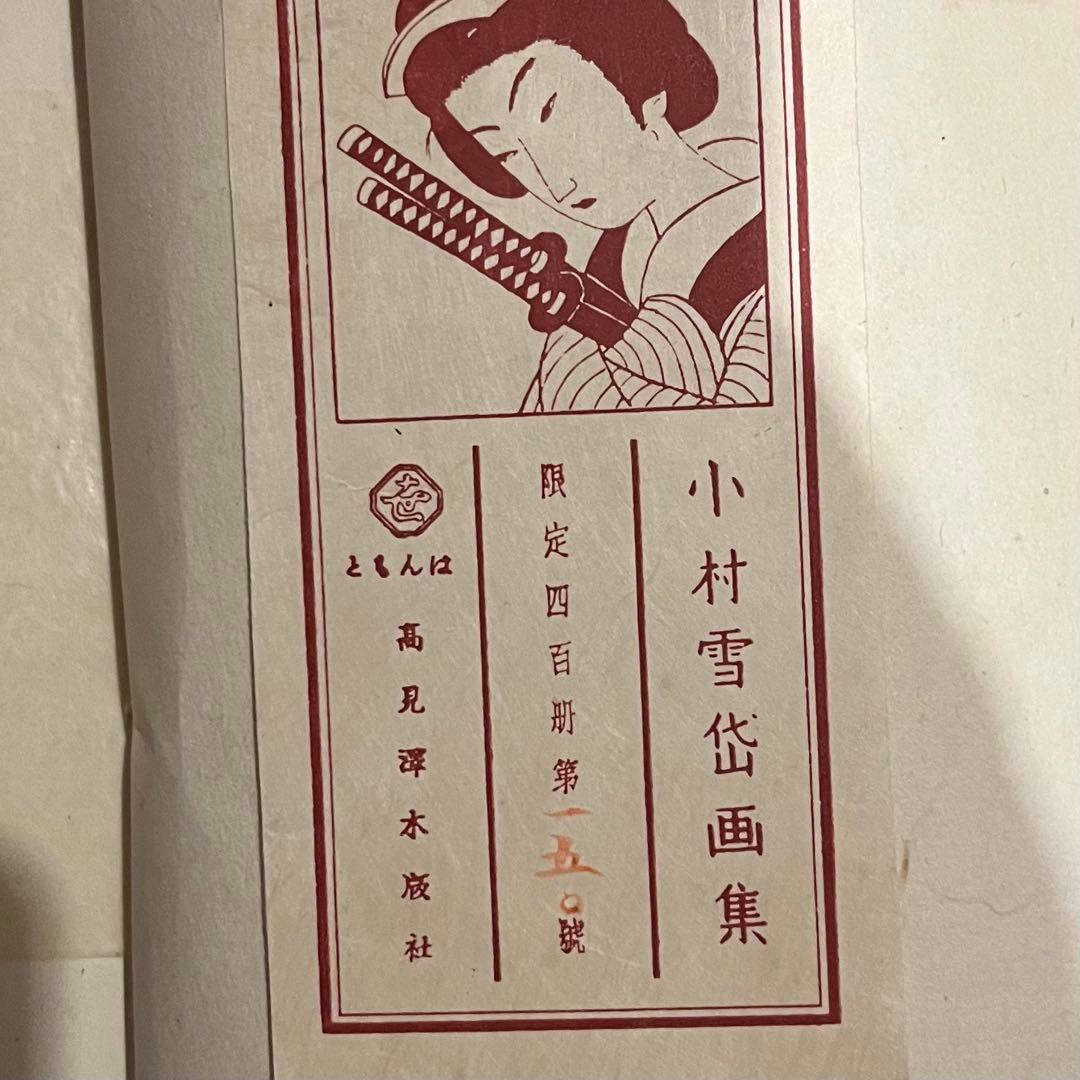 小村雪岱画集
限定四百册第一五〇號
はんもと
高見澤木版社